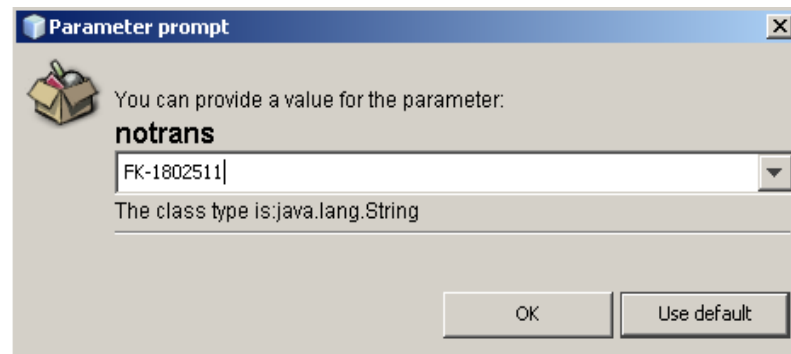 Parameter prompt
You can provide a value for the parameter:
notrans
FK-1802511
The class type is:java.lang.String
OK
Use default